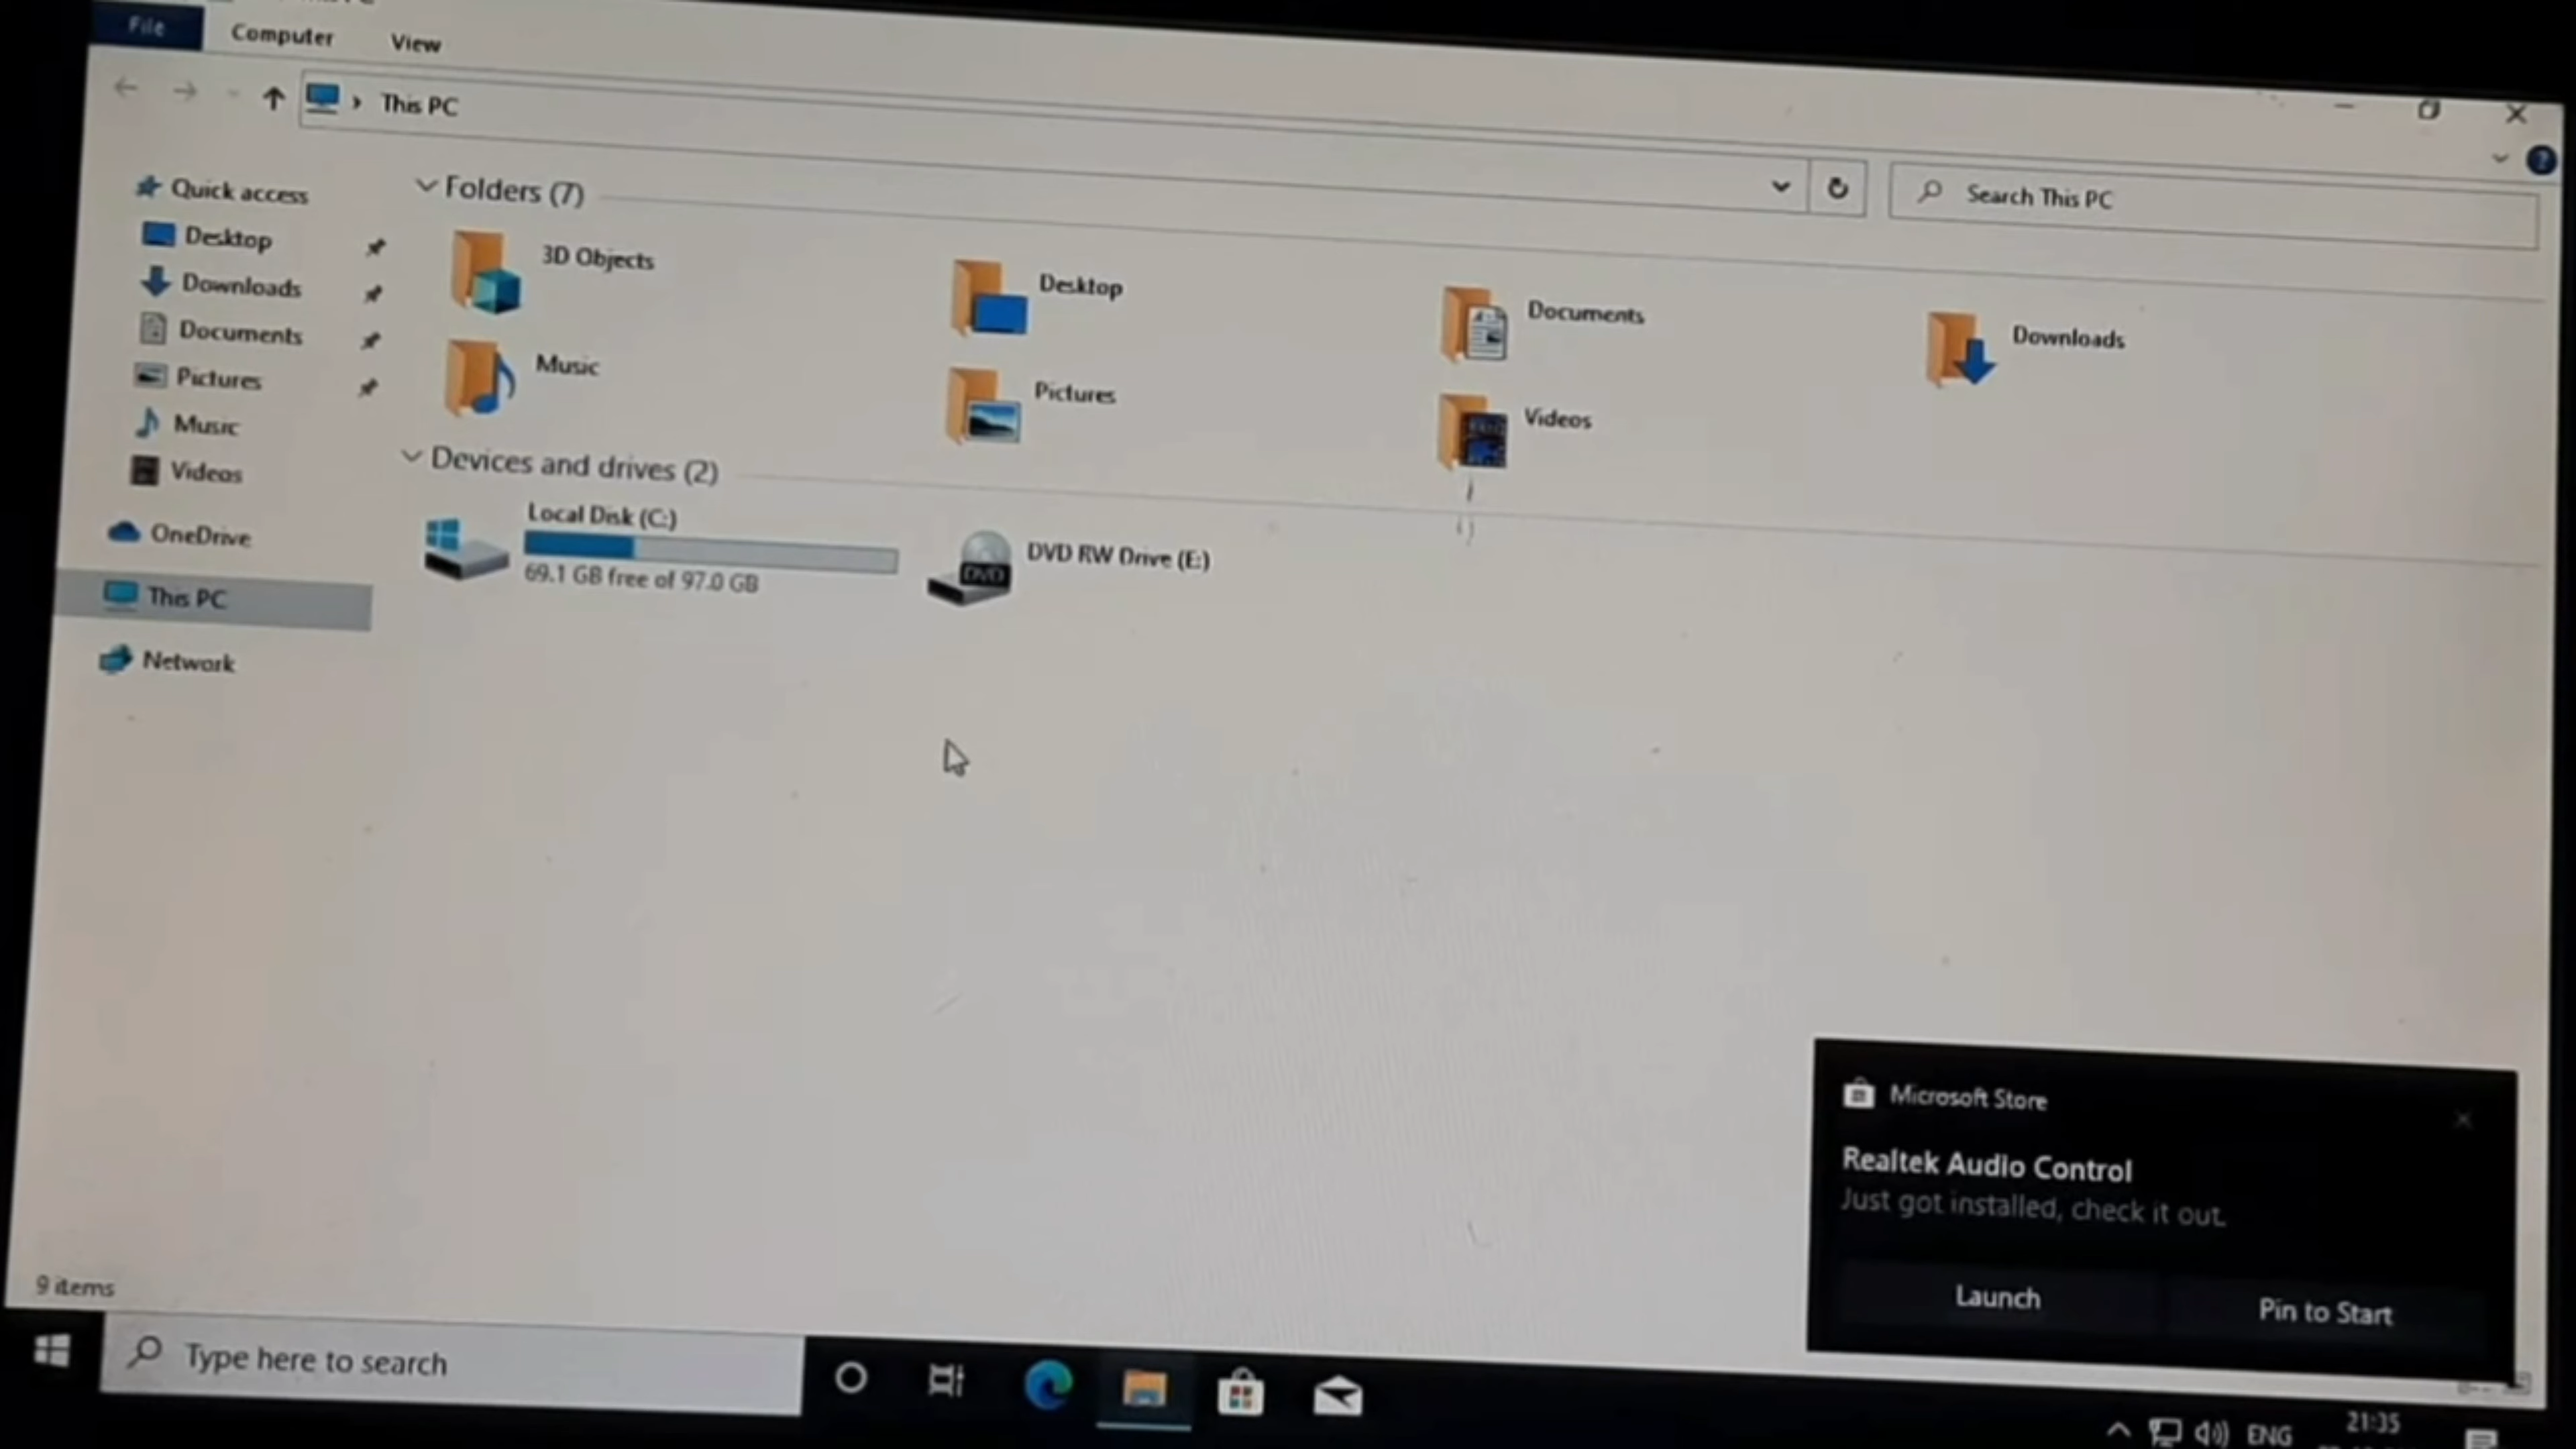 File
Computer
View
This PC
Search This PC
Quick access
Desktop
Downloads
Documents
Pictures
Music
Videos
OneDrive
This PC
Network
Folders (7)
3D Objects
Desktop
Documents
Downloads
Music
Pictures
Videos
Devices and drives (2)
Local Disk (C:)
69.1 GB free of 97.0 GB
DVD
DVD RW Drive (E:)
Microsoft Store
Realtek Audio Control
Just got installed, check it out.
Launch
Pin to Start
9 items
Type here to search
ENG
21:35